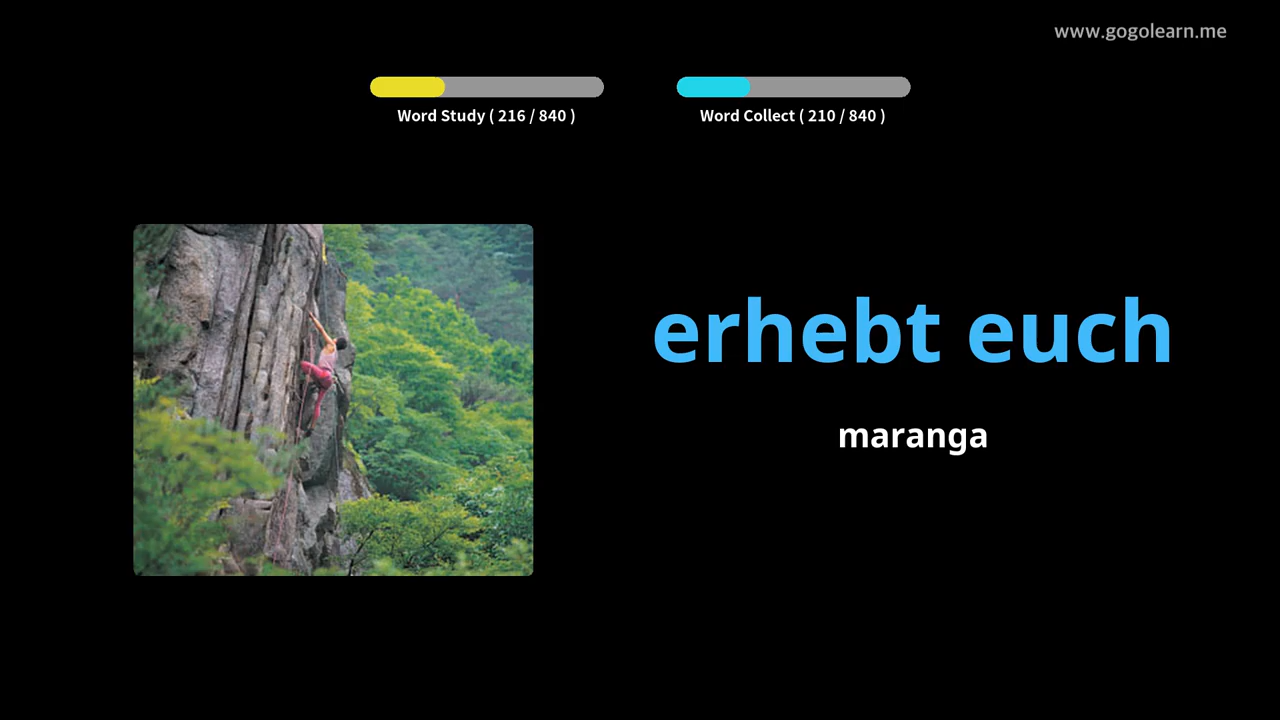 www.gogolearn.me
Word Study ( 216 / 840 )
Word Collect ( 210 / 840 )
erhebt euch
maranga